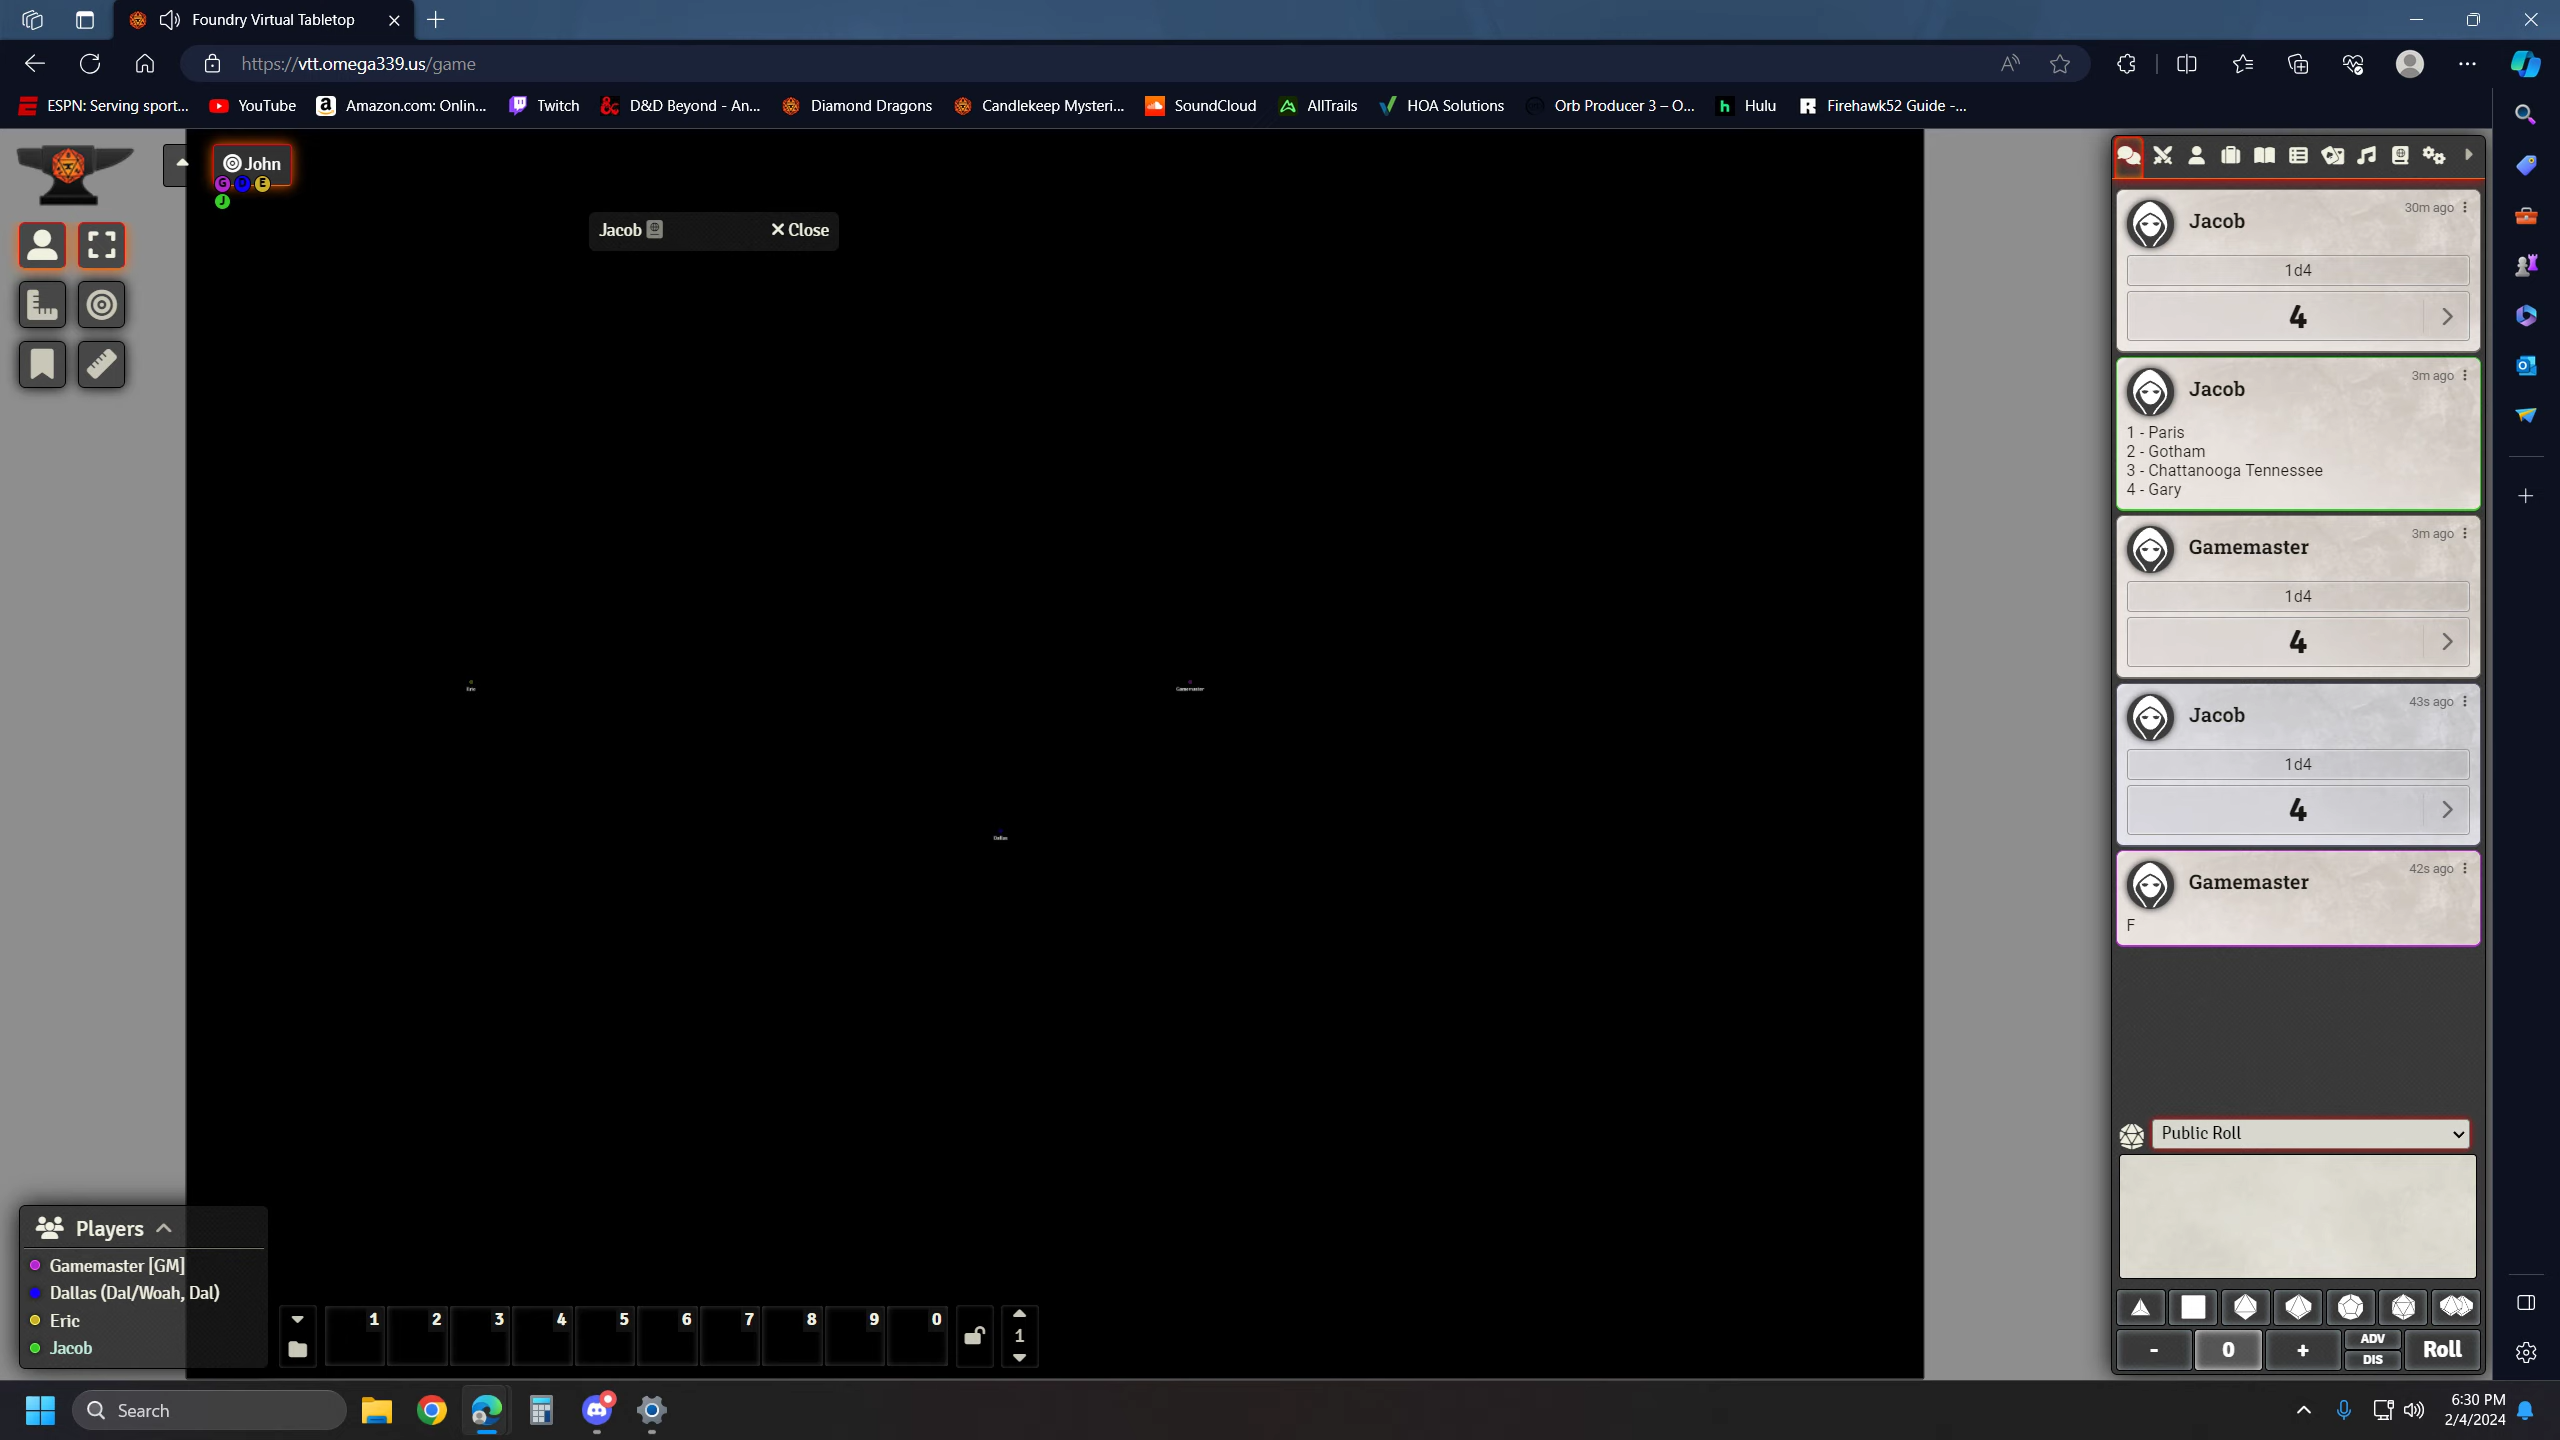 Foundry Virtual Tabletop
https://vtt.omega339.us/game
ESPN: Serving sport...
YouTube
Amazon.com: Onlin...
Twitch
D&D Beyond - An...
Diamond Dragons
Candlekeep Mysteri...
SoundCloud
AllTrails
HOA Solutions
Orb Producer 3 – O...
Hulu
Firehawk52 Guide -...
John
G D E
J
Jacob
Close
Eric
Gamemaster
Dallas
Players
Gamemaster [GM]
Dallas (Dal/Woah, Dal)
Eric
Jacob
1 2 3 4 5 6 7 8 9 0
1
Jacob
30m ago
1d4
4
Jacob
3m ago
1 - Paris
2 - Gotham
3 - Chattanooga Tennessee
4 - Gary
Gamemaster
3m ago
1d4
4
Jacob
43s ago
1d4
4
Gamemaster
42s ago
F
Public Roll
- 0 + ADV DIS Roll
Search
6:30 PM
2/4/2024